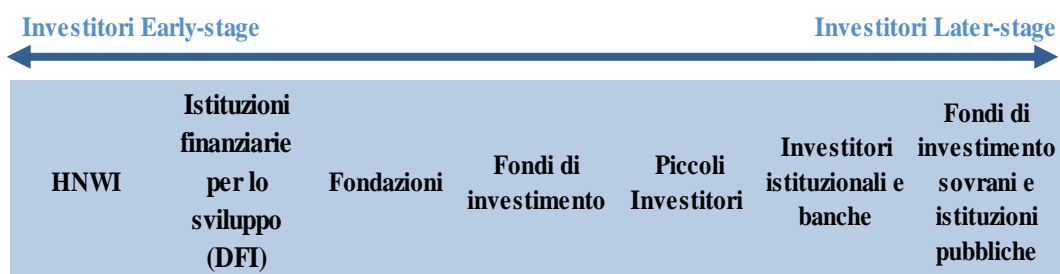 Investitori Early-stage
Investitori Later-stage
HNWI
Istituzioni
finanziarie
per lo
sviluppo
(DFI)
Fondazioni
Fondi di
investimento
Piccoli
Investitori
Investitori
istituzionali e
banche
Fondi di
investimento
sovrani e
istituzioni
pubbliche